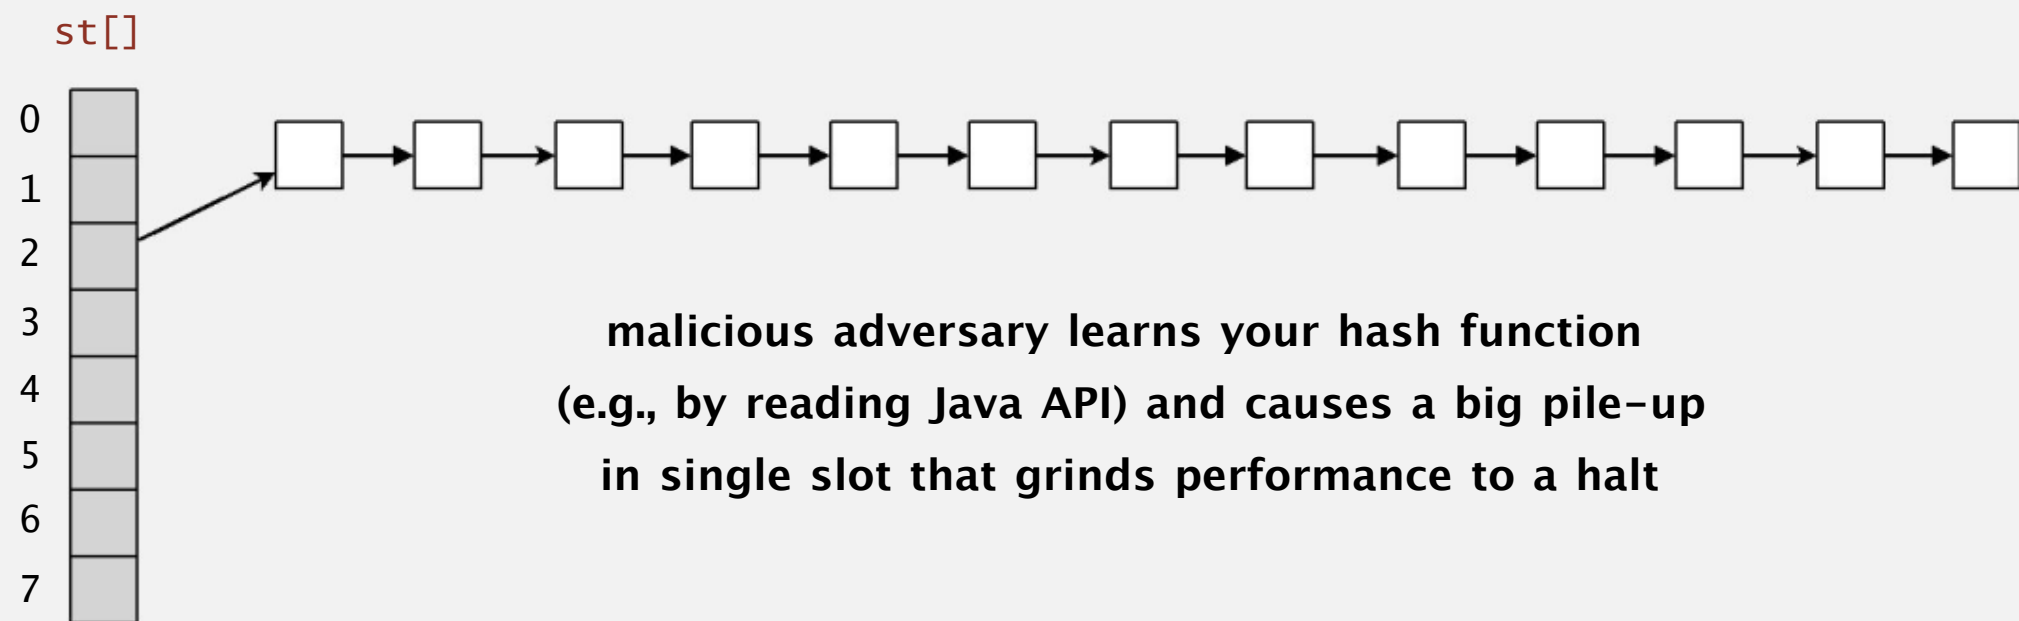 st[]
0
1
2
3
4
5
6
7
malicious adversary learns your hash function
(e.g., by reading Java API) and causes a big pile-up
in single slot that grinds performance to a halt